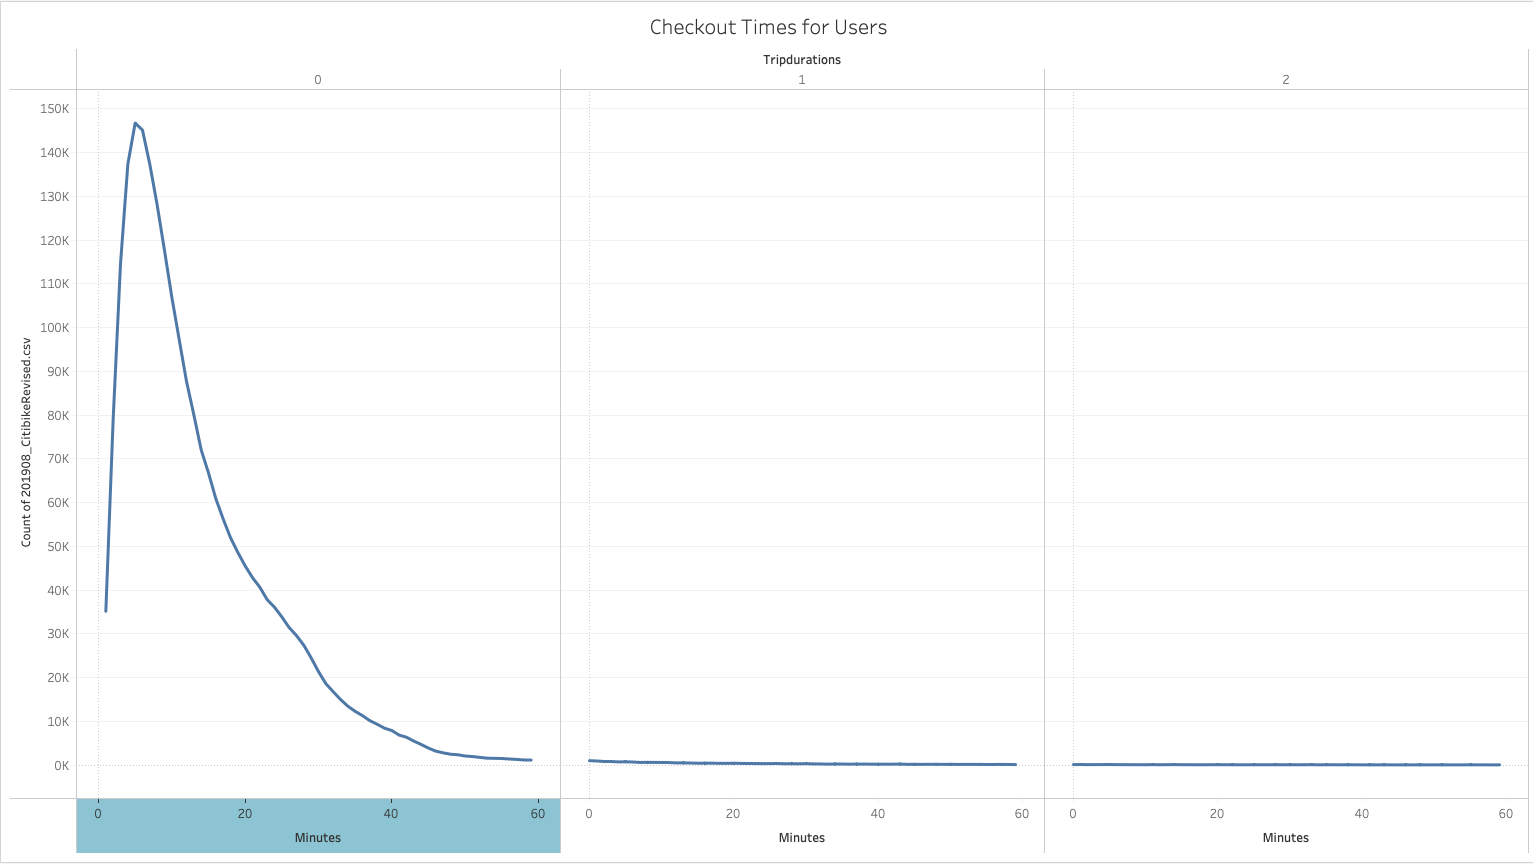 Checkout Times for Users
Tripdurations
0 1 2
150K
140K
130K
120K
110K
100K
90K
80K
70K
60K
50K
40K
30K
20K
10K
0K
Count of 201908_CitibikeRevised.csv
0 20 40 60 0 20 40 60 0 20 40 60
Minutes Minutes Minutes